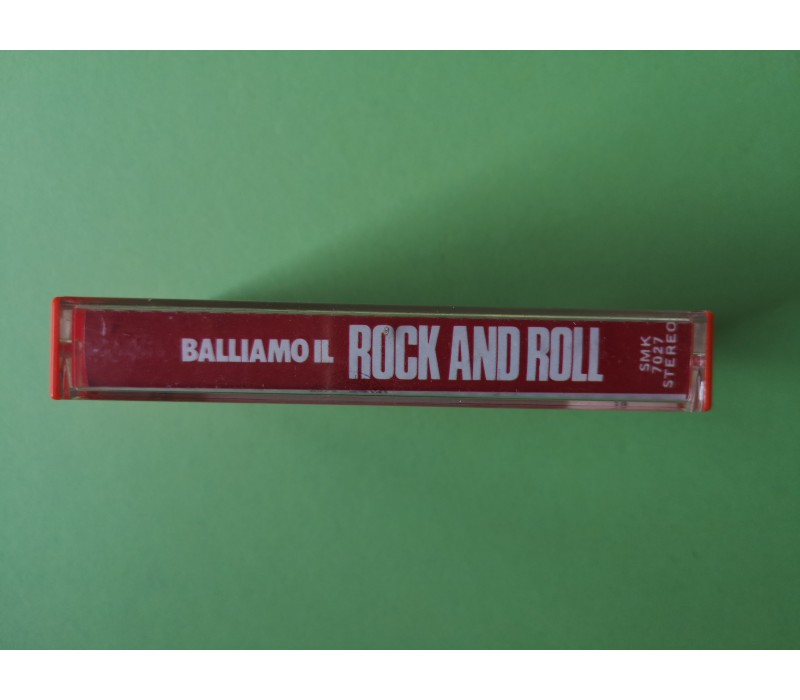 BALLIAMO IL ROCK AND ROLL
SMK
7027
STEREO